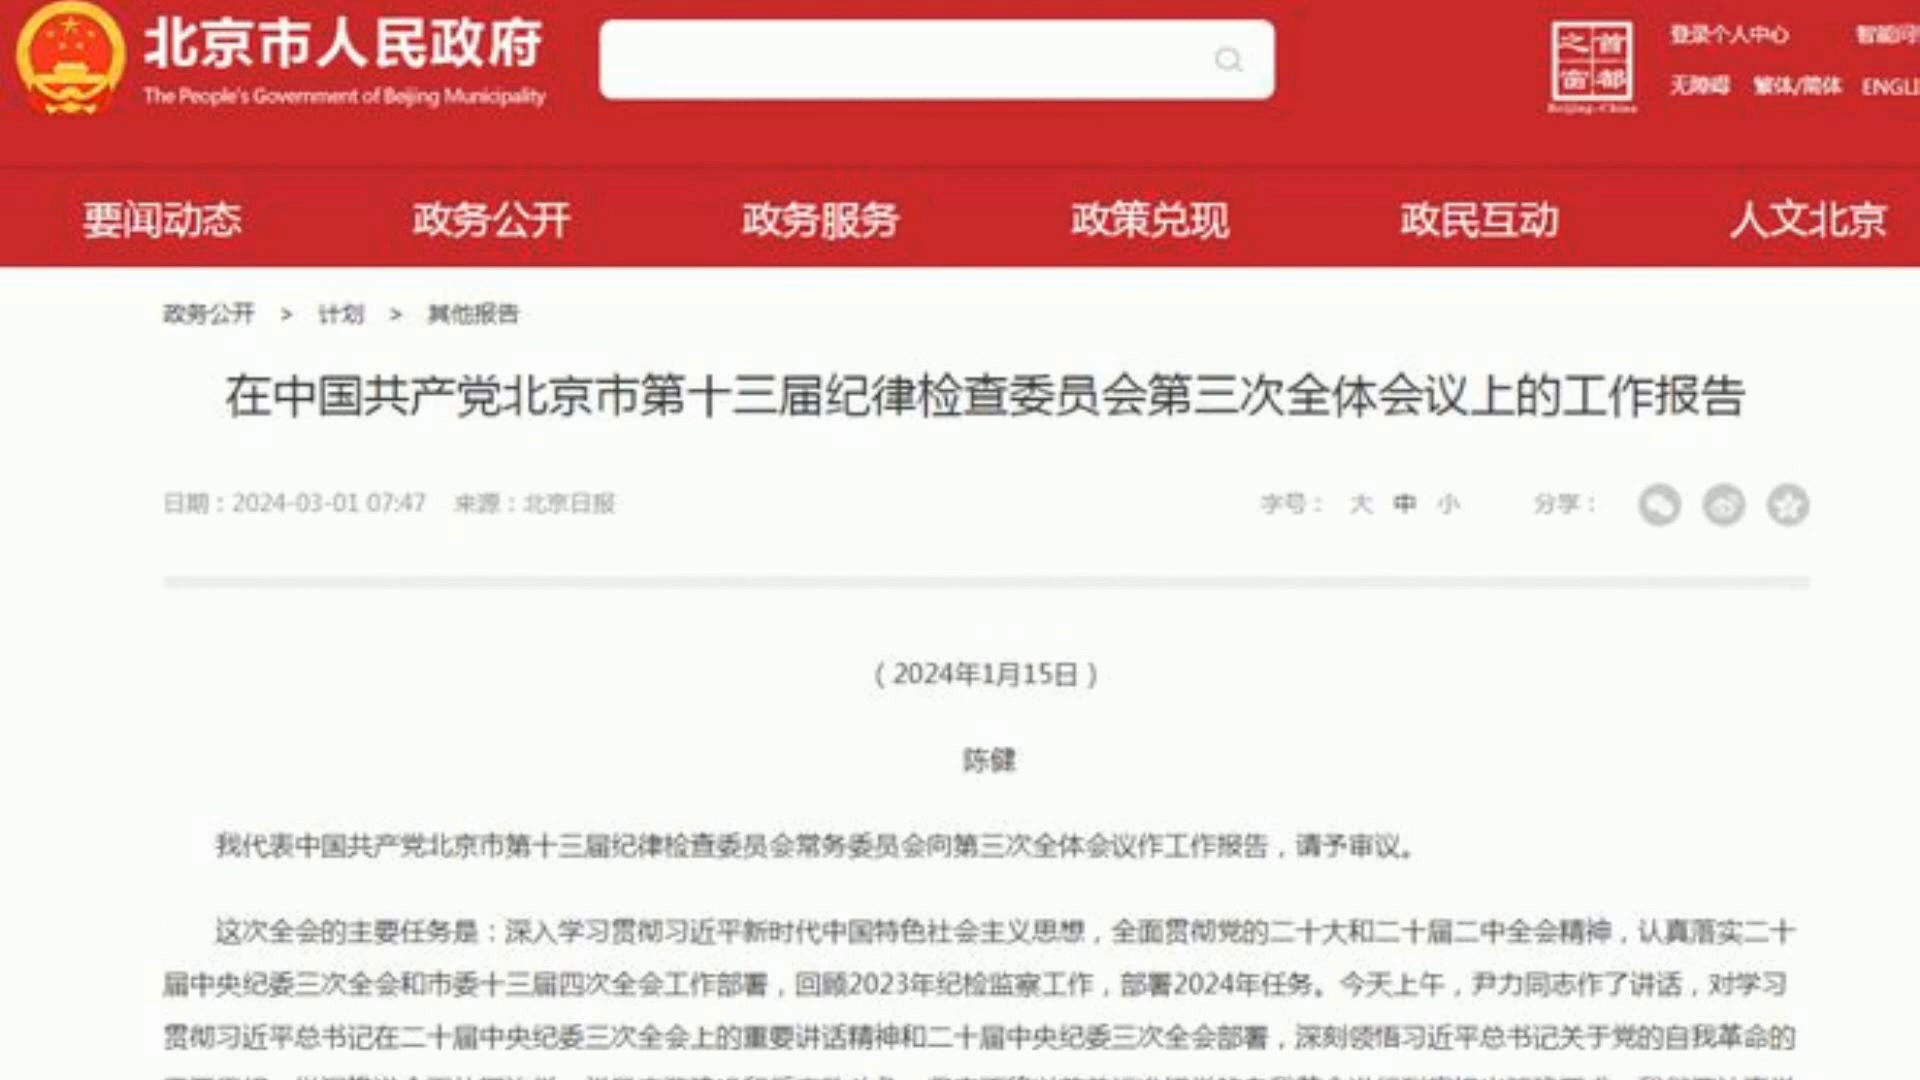 北京市人民政府
The People's Government of Beijing Municipality
首都之窗
Beijing-China
登录个人中心 智能问
无障碍 繁体/简体 ENGLI
要闻动态 政务公开 政务服务 政策兑现 政民互动 人文北京
政务公开 > 计划 > 其他报告
在中国共产党北京市第十三届纪律检查委员会第三次全体会议上的工作报告
日期：2024-03-01 07:47 来源：北京日报 字号： 大 中 小 分享：
（2024年1月15日）
陈健
我代表中国共产党北京市第十三届纪律检查委员会常务委员会向第三次全体会议作工作报告，请予审议。
这次全会的主要任务是：深入学习贯彻习近平新时代中国特色社会主义思想，全面贯彻党的二十大和二十届二中全会精神，认真落实二十
届中央纪委三次全会和市委十三届四次全会工作部署，回顾2023年纪检监察工作，部署2024年任务。今天上午，尹力同志作了讲话，对学习
贯彻习近平总书记在二十届中央纪委三次全会上的重要讲话精神和二十届中央纪委三次全会部署，深刻领悟习近平总书记关于党的自我革命的